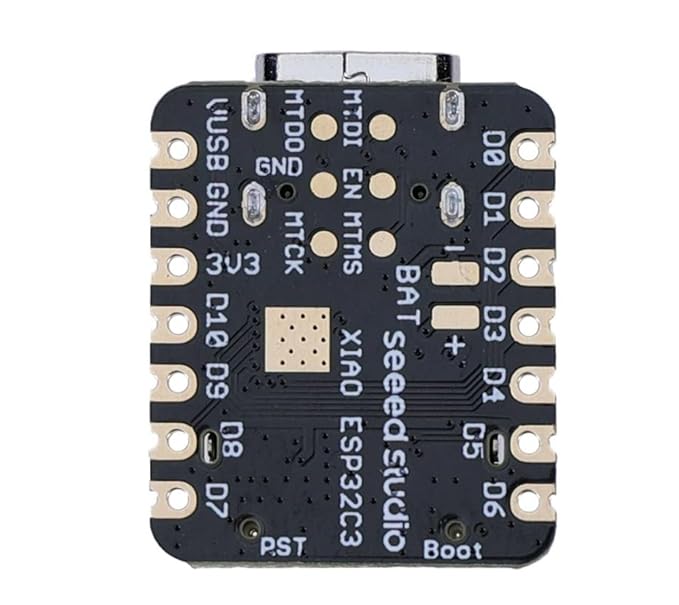 VUSB
GND
3V3
D10
D9
D8
D7
MTDO
MTDI
GND
EN
MTCK
MTMS
BAT
-
+
XIAO ESP32C3
seeed studio
D0
D1
D2
D3
D4
D5
D6
RST
Boot